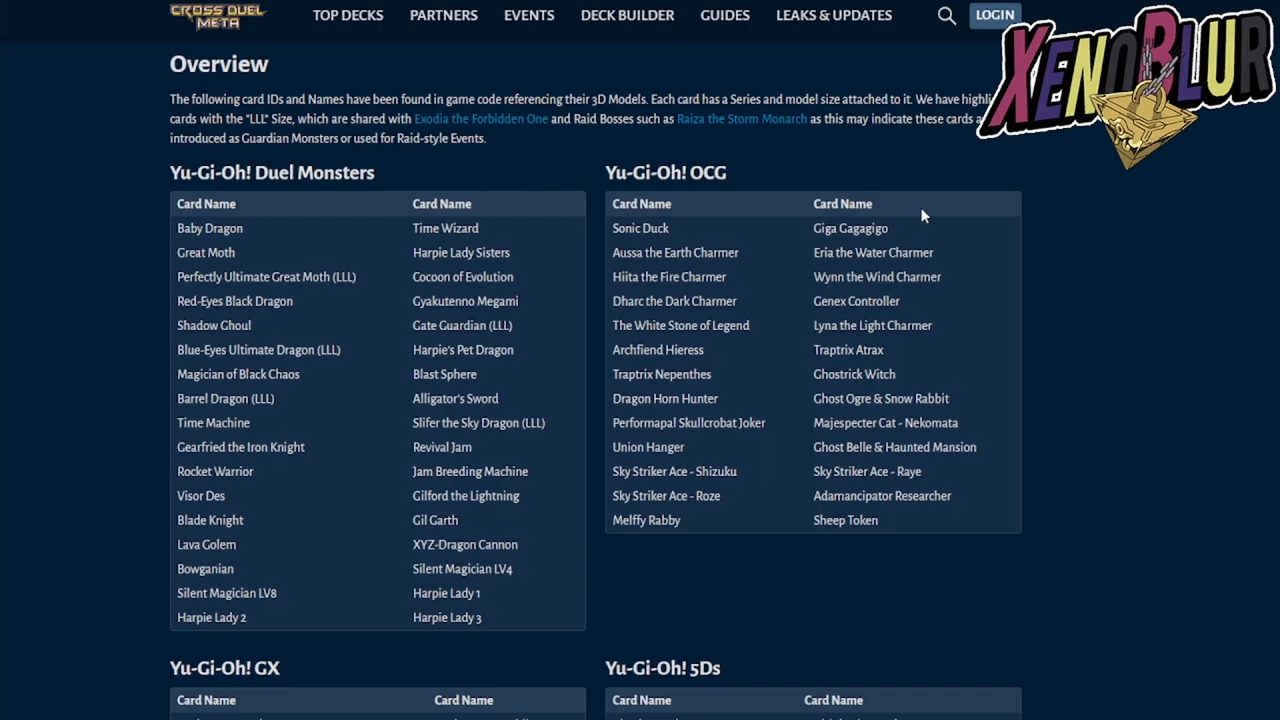 CROSS DUEL
META
TOP DECKS PARTNERS EVENTS DECK BUILDER GUIDES LEAKS & UPDATES LOGIN
XENOBLUR
Overview
The following card IDs and Names have been found in game code referencing their 3D Models. Each card has a Series and model size attached to it. We have highli
cards with the "LLL" Size, which are shared with Exodia the Forbidden One and Raid Bosses such as Raiza the Storm Monarch as this may indicate these cards a
introduced as Guardian Monsters or used for Raid-style Events.
Yu-Gi-Oh! Duel Monsters
Card Name Card Name
Baby Dragon Time Wizard
Great Moth Harpie Lady Sisters
Perfectly Ultimate Great Moth (LLL) Cocoon of Evolution
Red-Eyes Black Dragon Gyakutenno Megami
Shadow Ghoul Gate Guardian (LLL)
Blue-Eyes Ultimate Dragon (LLL) Harpie's Pet Dragon
Magician of Black Chaos Blast Sphere
Barrel Dragon (LLL) Alligator's Sword
Time Machine Slifer the Sky Dragon (LLL)
Gearfried the Iron Knight Revival Jam
Rocket Warrior Jam Breeding Machine
Visor Des Gilford the Lightning
Blade Knight Gil Garth
Lava Golem XYZ-Dragon Cannon
Bowganian Silent Magician LV4
Silent Magician LV8 Harpie Lady 1
Harpie Lady 2 Harpie Lady 3
Yu-Gi-Oh! OCG
Card Name Card Name
Sonic Duck Giga Gagagigo
Aussa the Earth Charmer Eria the Water Charmer
Hiita the Fire Charmer Wynn the Wind Charmer
Dharc the Dark Charmer Genex Controller
The White Stone of Legend Lyna the Light Charmer
Archfiend Hieress Traptrix Atrax
Traptrix Nepenthes Ghostrick Witch
Dragon Horn Hunter Ghost Ogre & Snow Rabbit
Performapal Skullcrobat Joker Majespecter Cat - Nekomata
Union Hanger Ghost Belle & Haunted Mansion
Sky Striker Ace - Shizuku Sky Striker Ace - Raye
Sky Striker Ace - Roze Adamancipator Researcher
Melffy Rabby Sheep Token
Yu-Gi-Oh! GX
Card Name Card Name
Yu-Gi-Oh! 5Ds
Card Name Card Name